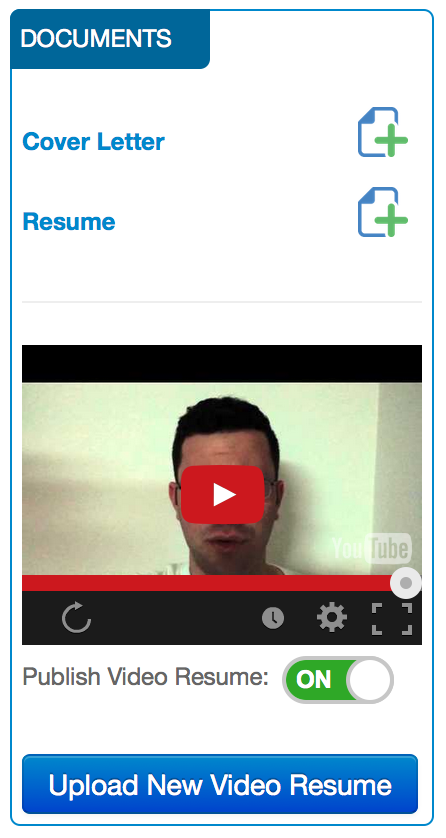 DOCUMENTS
Cover Letter
Resume
YouTube
Publish Video Resume: ON
Upload New Video Resume